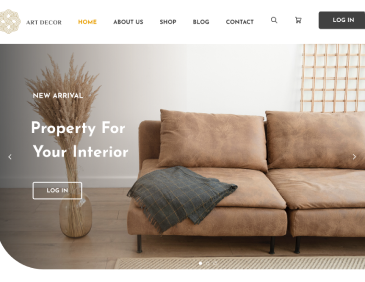 ART DECOR
HOME
ABOUT US
SHOP
BLOG
CONTACT
LOG IN
NEW ARRIVAL
Property For
Your Interior
LOG IN